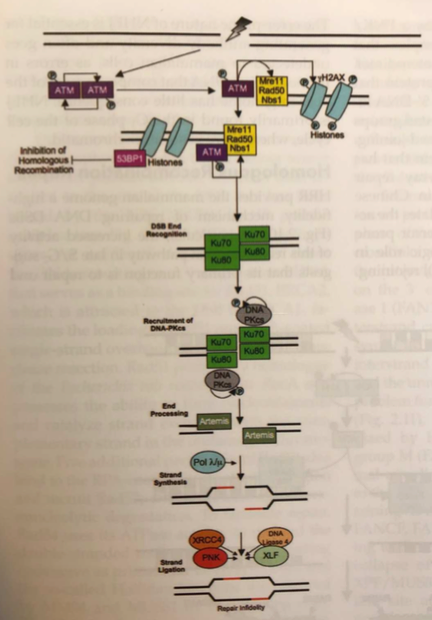 P
ATM
ATM
P
P
ATM
Mre11
Rad50
Nbs1
γH2AX
P
P
P
P
Histones
Mre11
Rad50
Nbs1
ATM
P
53BP1
Histones
Inhibition of
Homologous
Recombination
DSB End
Recognition
Ku70
Ku80
Ku70
Ku80
P
DNA
PKcs
Recruitment of
DNA-PKcs
Ku70
Ku80
Ku70
Ku80
DNA
PKcs
P
End
Processing
Artemis
Artemis
Pol λ/μ
Strand
Synthesis
XRCC4
PNK
DNA
Ligase 4
XLF
Strand
Ligation
Repair infidelity